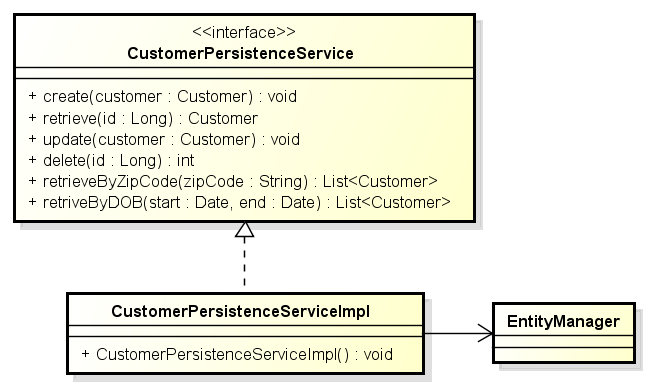 <<interface>>
CustomerPersistenceService
+ create(customer : Customer) : void
+ retrieve(id : Long) : Customer
+ update(customer : Customer) : void
+ delete(id : Long) : int
+ retrieveByZipCode(zipCode : String) : List<Customer>
+ retriveByDOB(start : Date, end : Date) : List<Customer>
CustomerPersistenceServiceImpl
+ CustomerPersistenceServiceImpl() : void
EntityManager